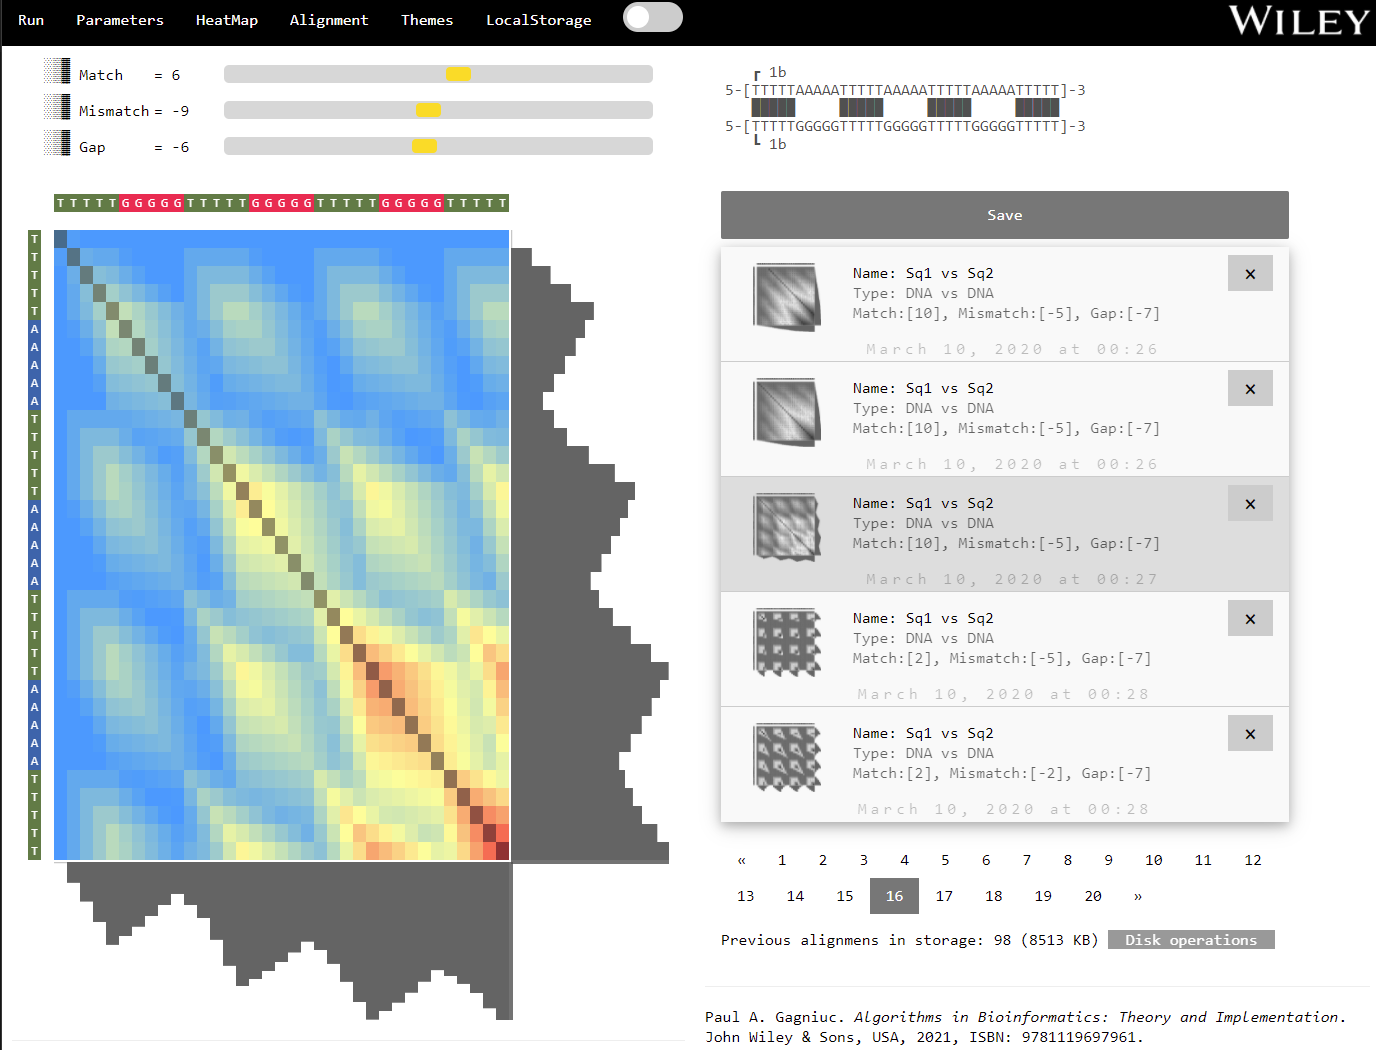 Run Parameters HeatMap Alignment Themes LocalStorage
WILEY
Match = 6
Mismatch = -9
Gap = -6
1b
5-[TTTTTAAAAATTTTTAAAAATTTTTAAAAATTTTT]-3
5-[TTTTTGGGGGTTTTTGGGGGTTTTTGGGGGTTTTT]-3
1b
TTTTTGGGGGTTTTTGGGGGTTTTTGGGGGTTTTT
T
T
T
T
T
A
A
A
A
A
T
T
T
T
T
A
A
A
A
A
T
T
T
T
T
A
A
A
A
A
T
T
T
T
T
Save
Name: Sq1 vs Sq2
Type: DNA vs DNA
Match:[10], Mismatch:[-5], Gap:[-7]
March 10, 2020 at 00:26
×
Name: Sq1 vs Sq2
Type: DNA vs DNA
Match:[10], Mismatch:[-5], Gap:[-7]
March 10, 2020 at 00:26
×
Name: Sq1 vs Sq2
Type: DNA vs DNA
Match:[10], Mismatch:[-5], Gap:[-7]
March 10, 2020 at 00:27
×
Name: Sq1 vs Sq2
Type: DNA vs DNA
Match:[2], Mismatch:[-5], Gap:[-7]
March 10, 2020 at 00:28
×
Name: Sq1 vs Sq2
Type: DNA vs DNA
Match:[2], Mismatch:[-2], Gap:[-7]
March 10, 2020 at 00:28
×
« 1 2 3 4 5 6 7 8 9 10 11 12
13 14 15 16 17 18 19 20 »
Previous alignmens in storage: 98 (8513 KB) Disk operations
Paul A. Gagniuc. Algorithms in Bioinformatics: Theory and Implementation.
John Wiley & Sons, USA, 2021, ISBN: 9781119697961.